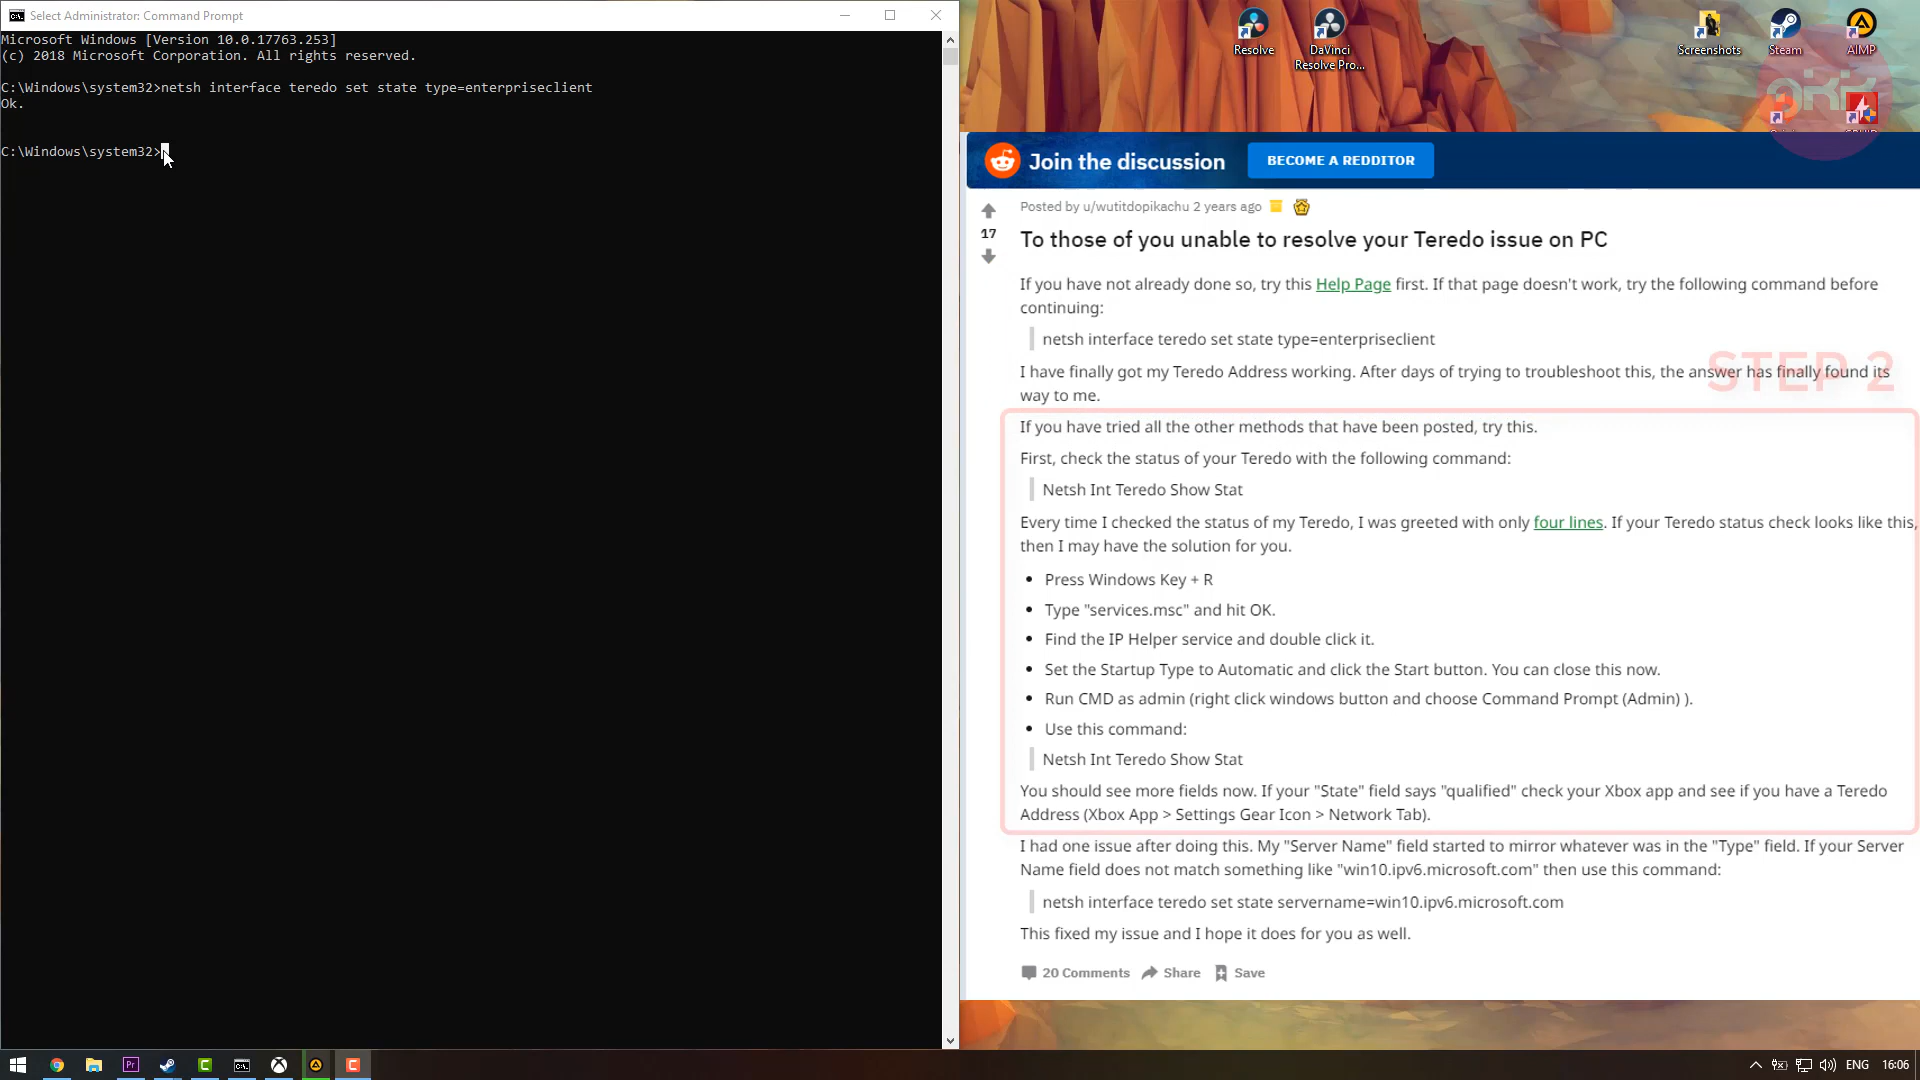 Select Administrator: Command Prompt
Microsoft Windows [Version 10.0.17763.253]
(c) 2018 Microsoft Corporation. All rights reserved.
C:\Windows\system32>netsh interface teredo set state type=enterpriseclient
Ok.
C:\Windows\system32>
Resolve
DaVinci
Resolve Pro...
Screenshots
Steam
AIMP
Join the discussion
BECOME A REDDITOR
Posted by u/wutitdopikachu 2 years ago
17
To those of you unable to resolve your Teredo issue on PC
If you have not already done so, try this Help Page first. If that page doesn't work, try the following command before
continuing:
netsh interface teredo set state type=enterpriseclient
STEP 2
I have finally got my Teredo Address working. After days of trying to troubleshoot this, the answer has finally found its
way to me.
If you have tried all the other methods that have been posted, try this.
First, check the status of your Teredo with the following command:
Netsh Int Teredo Show Stat
Every time I checked the status of my Teredo, I was greeted with only four lines. If your Teredo status check looks like this,
then I may have the solution for you.
• Press Windows Key + R
• Type "services.msc" and hit OK.
• Find the IP Helper service and double click it.
• Set the Startup Type to Automatic and click the Start button. You can close this now.
• Run CMD as admin (right click windows button and choose Command Prompt (Admin) ).
• Use this command:
Netsh Int Teredo Show Stat
You should see more fields now. If your "State" field says "qualified" check your Xbox app and see if you have a Teredo
Address (Xbox App > Settings Gear Icon > Network Tab).
I had one issue after doing this. My "Server Name" field started to mirror whatever was in the "Type" field. If your Server
Name field does not match something like "win10.ipv6.microsoft.com" then use this command:
netsh interface teredo set state servername=win10.ipv6.microsoft.com
This fixed my issue and I hope it does for you as well.
20 Comments Share Save
Pr
ENG
16:06